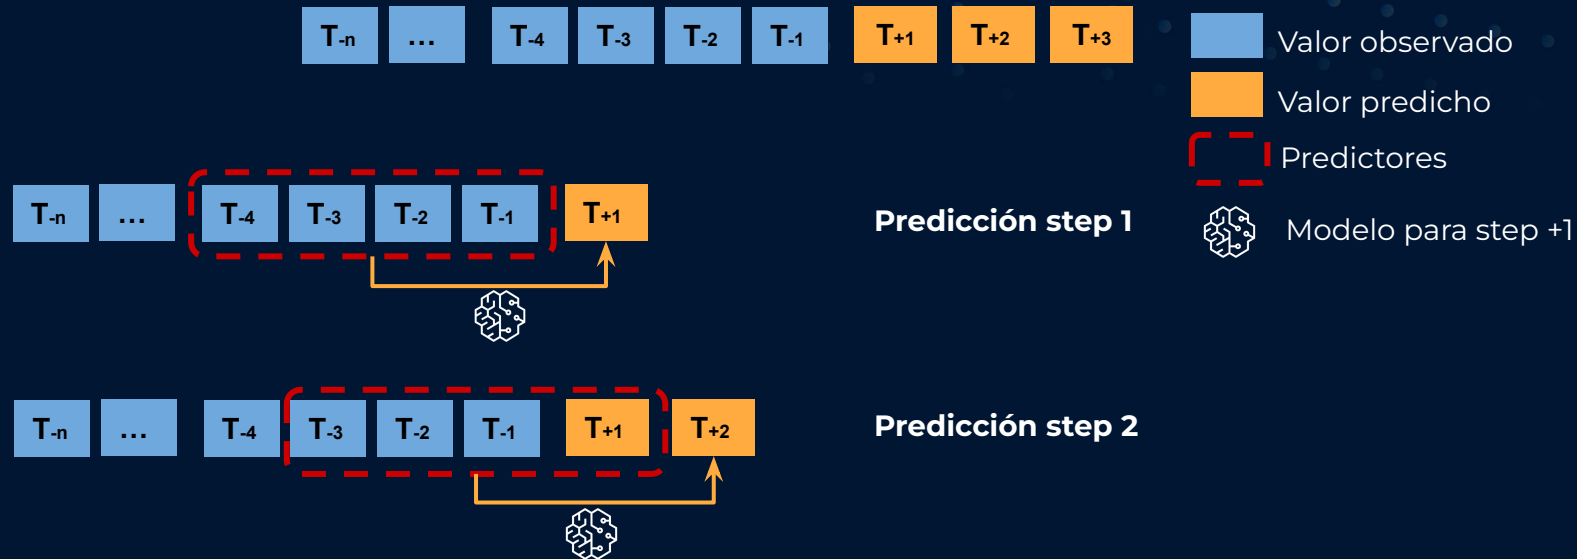 T-n ... T-4 T-3 T-2 T-1 T+1 T+2 T+3
Valor observado
Valor predicho
Predictores
Modelo para step +1
T-n ... T-4 T-3 T-2 T-1 T+1
Predicción step 1
T-n ... T-4 T-3 T-2 T-1 T+1 T+2
Predicción step 2